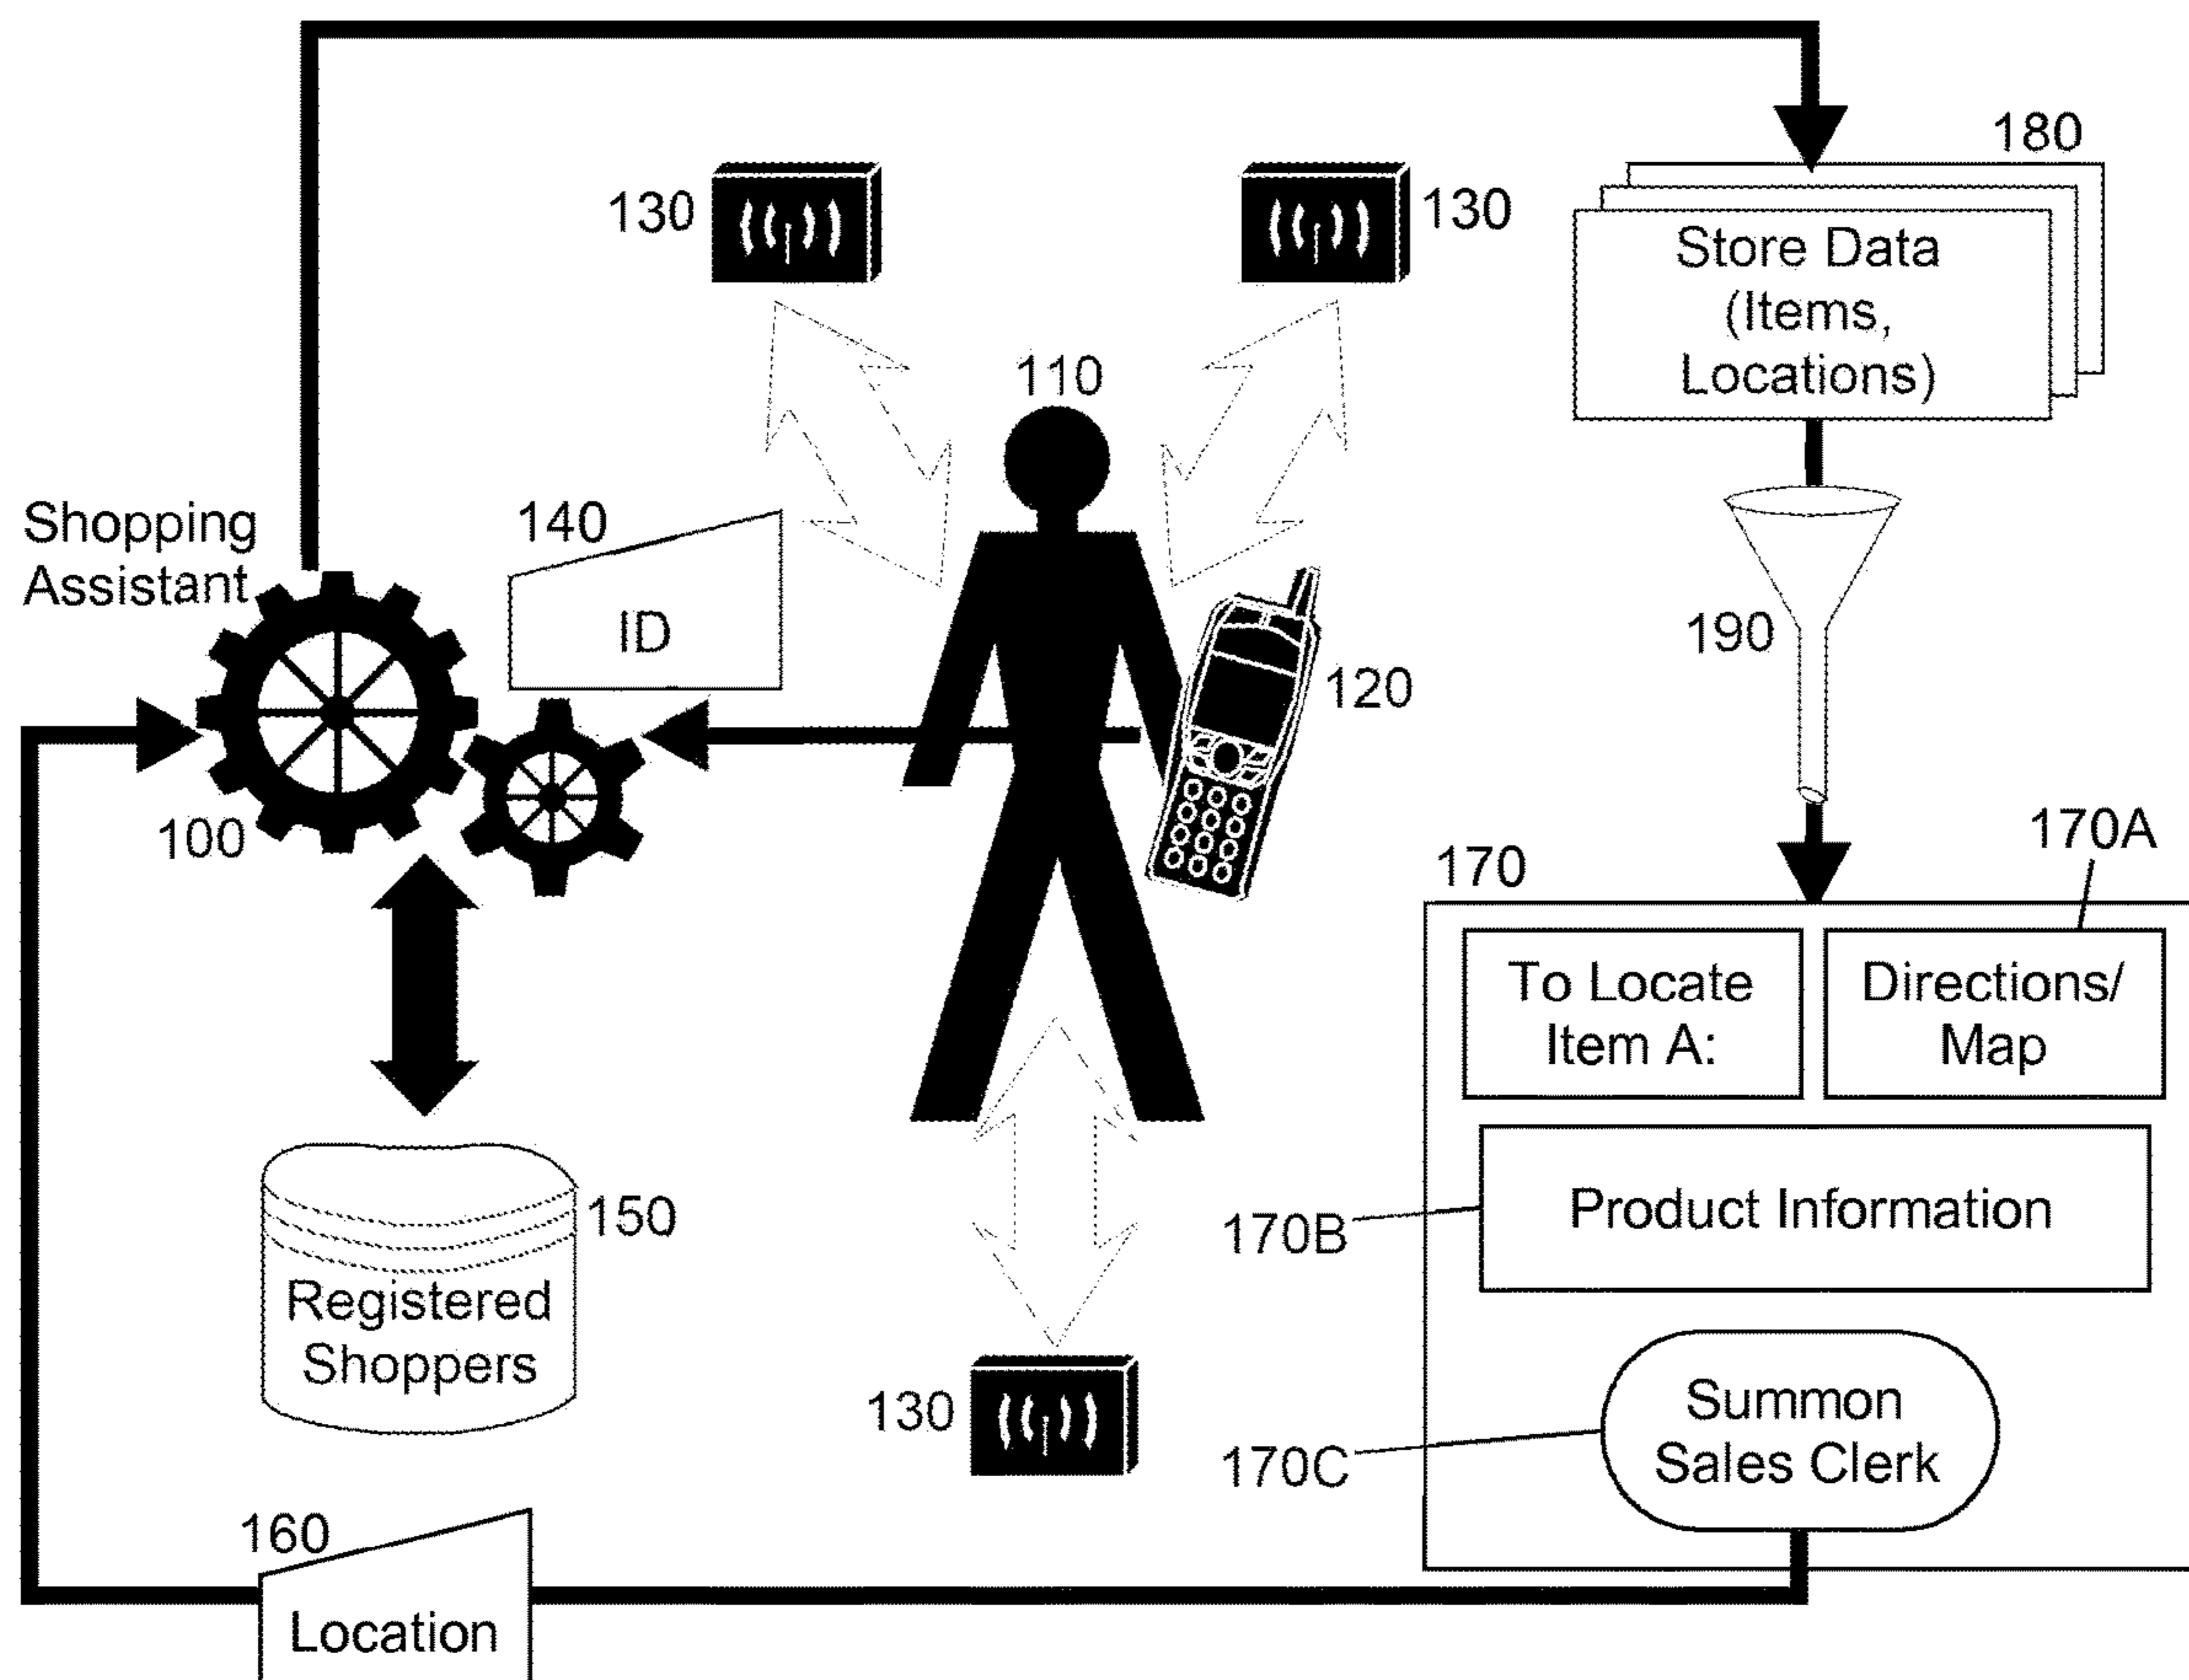 180
130
130
Store Data
(Items,
Locations)
110
Shopping
Assistant
140
ID
190
120
100
170
170A
To Locate
Item A:
Directions/
Map
150
170B
Product Information
Registered
Shoppers
130
170C
Summon
Sales Clerk
160
Location